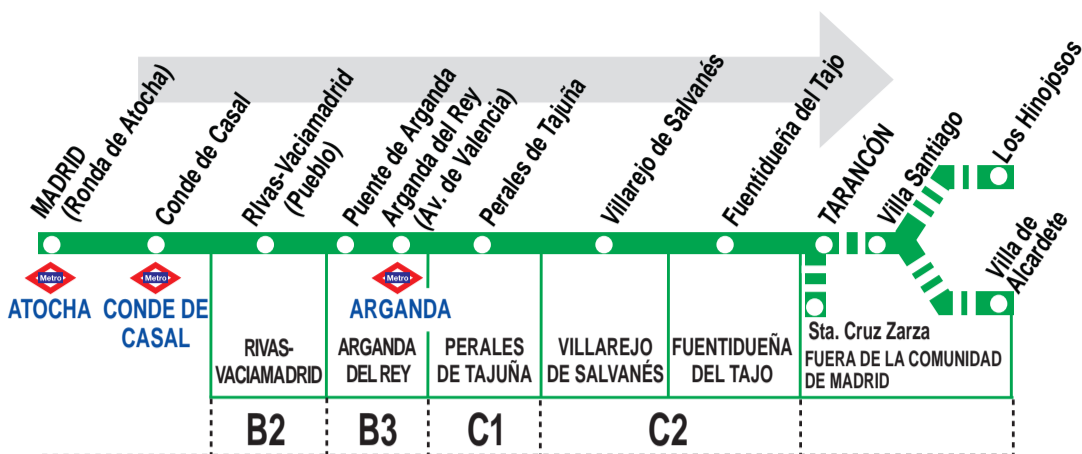 MADRID
(Ronda de Atocha)
Conde de Casal
RIvas-Vaciamadrid
(Pueblo)
Puente de Arganda
Arganda del Rey
(Av. de Valencia)
Perales de Tajuña
Villarejo de Salvanés
Fuentidueña del Tajo
TARANCÓN
Villa Santiago
Los Hinojosos
Villa de
Alcardete
Metro
ATOCHA
Metro
CONDE DE
CASAL
Metro
ARGANDA
Sta. Cruz Zarza
RIVAS-
VACIAMADRID
ARGANDA
DEL REY
PERALES
DE TAJUÑA
VILLAREJO
DE SALVANÉS
FUENTIDUEÑA
DEL TAJO
FUERA DE LA COMUNIDAD
DE MADRID
B2
B3
C1
C2